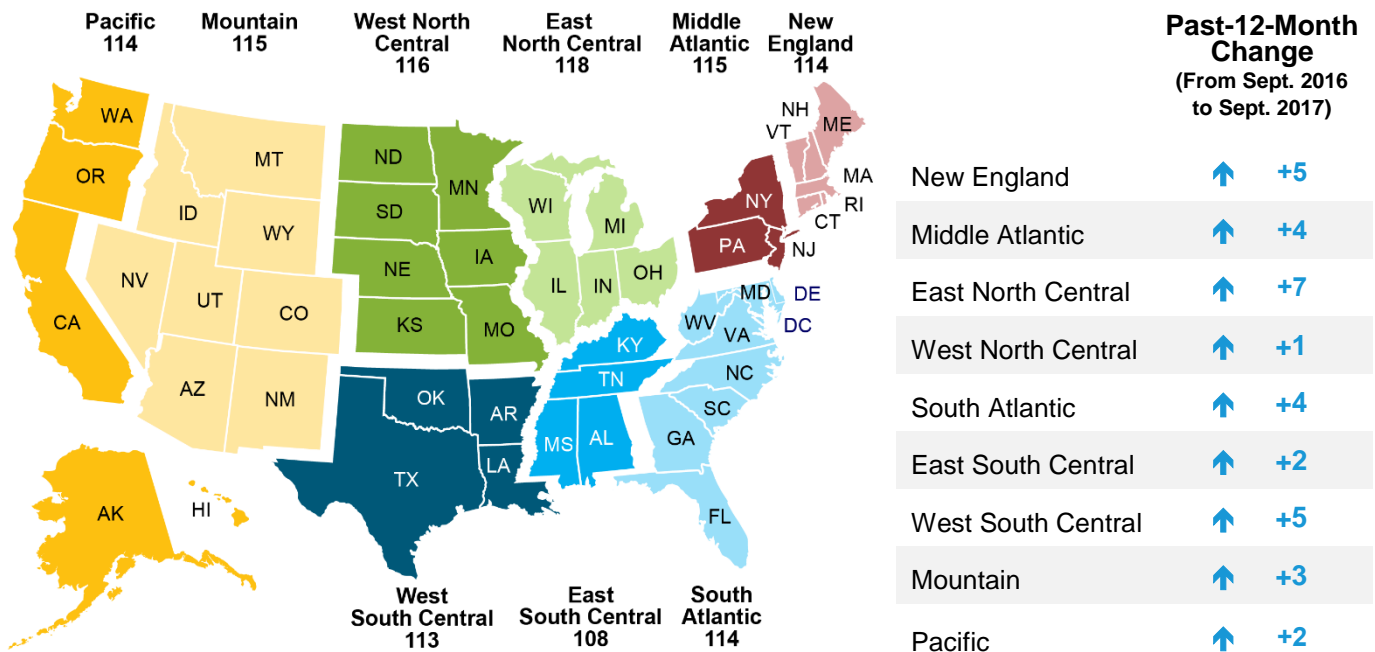 Pacific
114
Mountain
115
West North
Central
116
East
North Central
118
Middle
Atlantic
115
New
England
114
WA
OR
CA
AK
HI
MT
ID
WY
NV
UT
CO
AZ
NM
ND
SD
NE
KS
MN
IA
MO
WI
MI
IL
IN
OH
NY
PA
NJ
NH
VT
ME
MA
RI
CT
MD
DE
DC
WV
VA
NC
SC
GA
FL
KY
TN
MS
AL
OK
AR
TX
LA
West
South Central
113
East
South Central
108
South
Atlantic
114
Past-12-Month
Change
(From Sept. 2016
to Sept. 2017)
New England +5
Middle Atlantic +4
East North Central +7
West North Central +1
South Atlantic +4
East South Central +2
West South Central +5
Mountain +3
Pacific +2